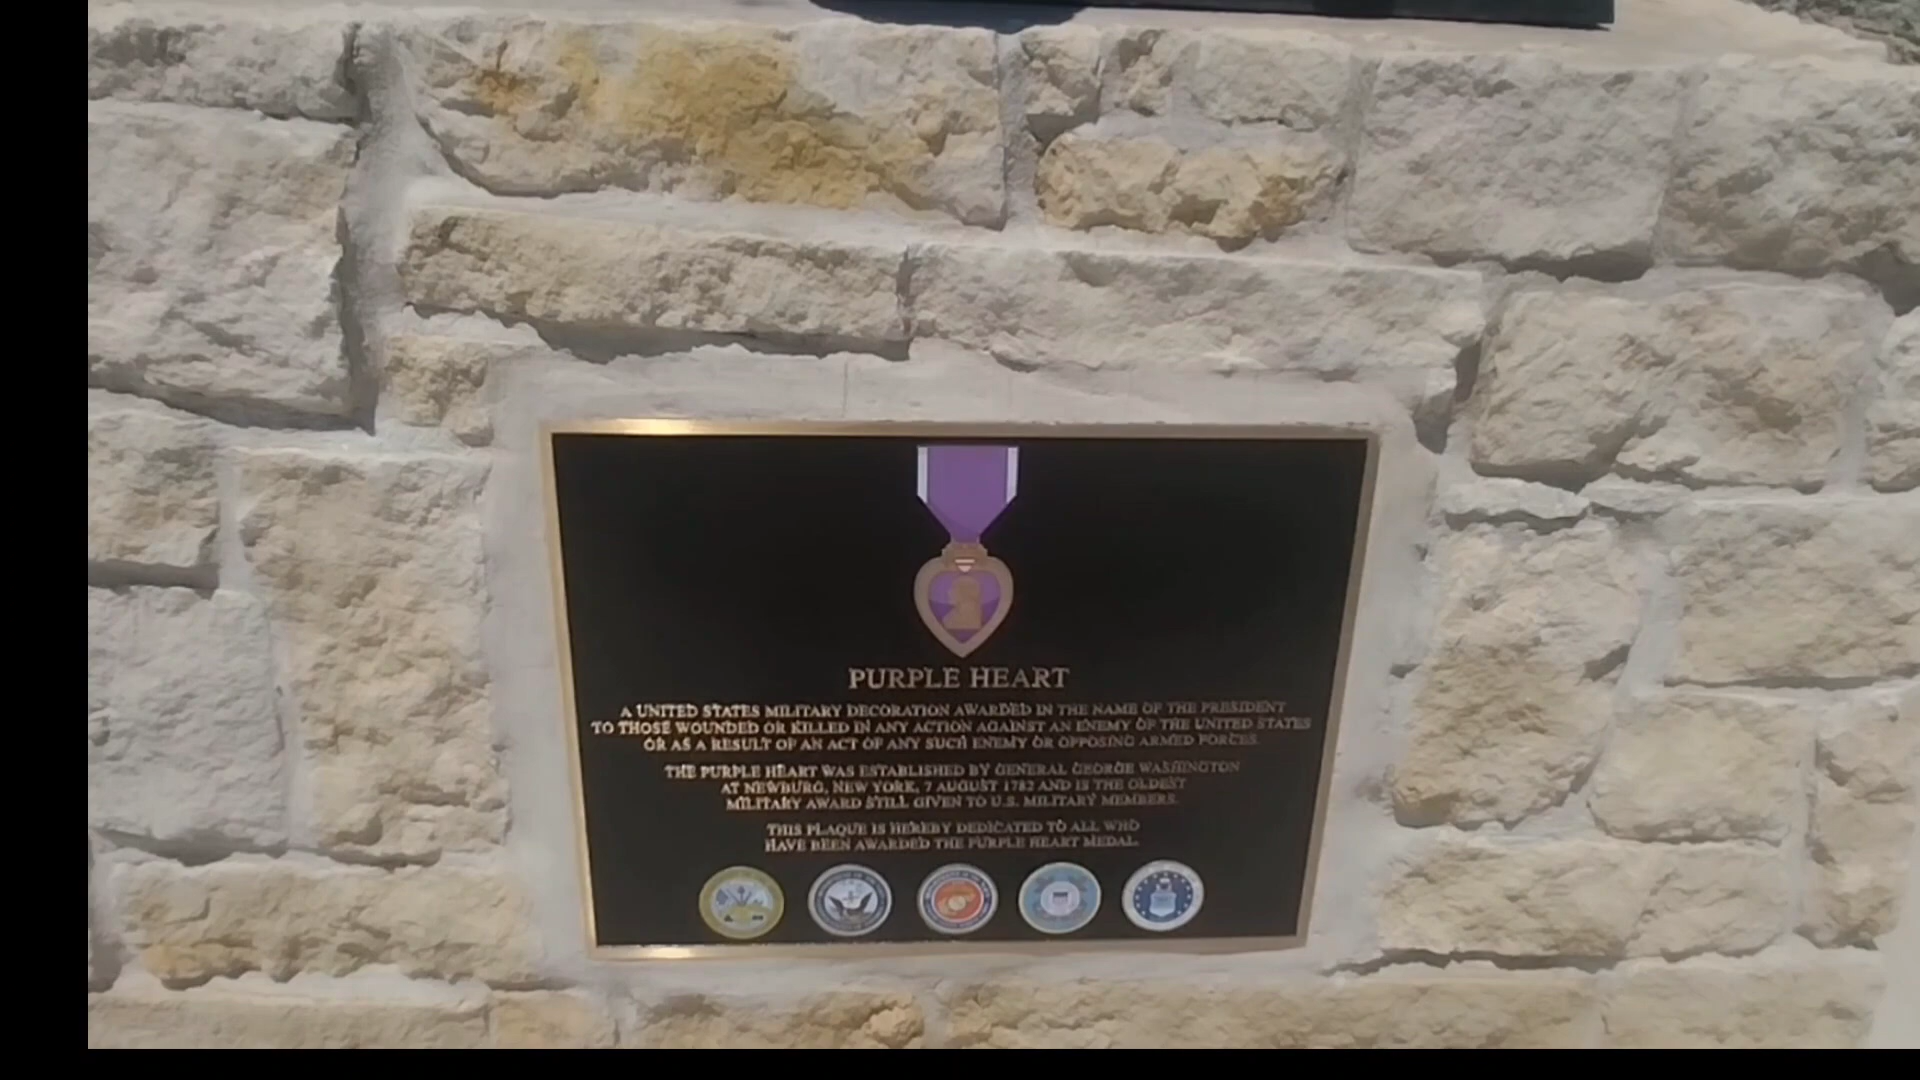 PURPLE HEART
A UNITED STATES MILITARY DECORATION AWARDED IN THE NAME OF THE PRESIDENT
TO THOSE WOUNDED OR KILLED IN ANY ACTION AGAINST AN ENEMY OF THE UNITED STATES
OR AS A RESULT OF AN ACT OF ANY SUCH ENEMY OR OPPOSING ARMED FORCES.
THE PURPLE HEART WAS ESTABLISHED BY GENERAL GEORGE WASHINGTON
AT NEWBURG, NEW YORK, 7 AUGUST 1782 AND IS THE OLDEST
MILITARY AWARD STILL GIVEN TO U.S. MILITARY MEMBERS.
THIS PLAQUE IS HEREBY DEDICATED TO ALL WHO
HAVE BEEN AWARDED THE PURPLE HEART MEDAL.